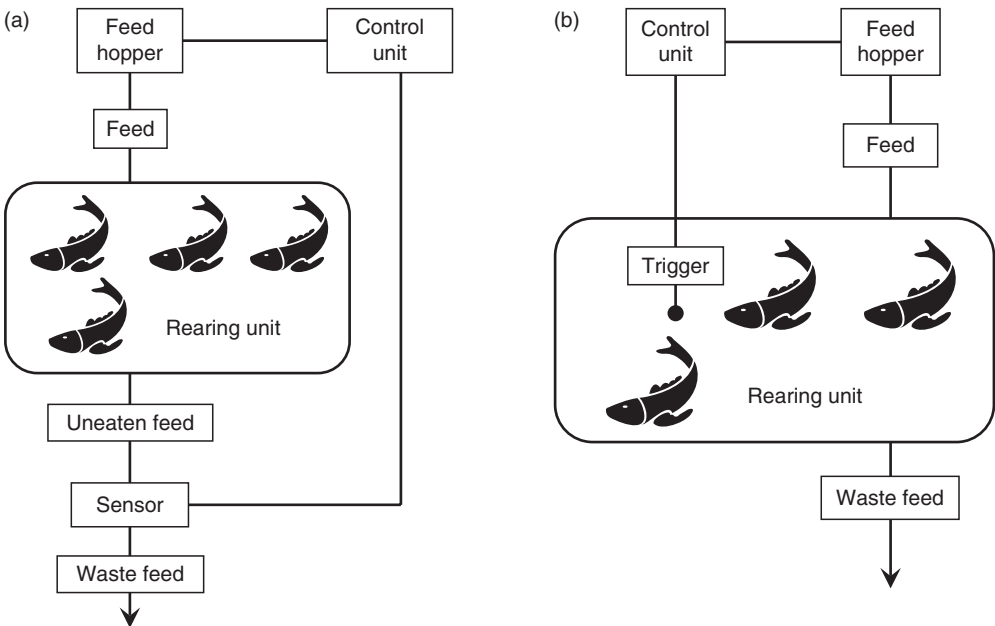 (a)
Feed
hopper
Control
unit
Feed
Rearing unit
Uneaten feed
Sensor
Waste feed
(b)
Control
unit
Feed
hopper
Feed
Trigger
Rearing unit
Waste feed